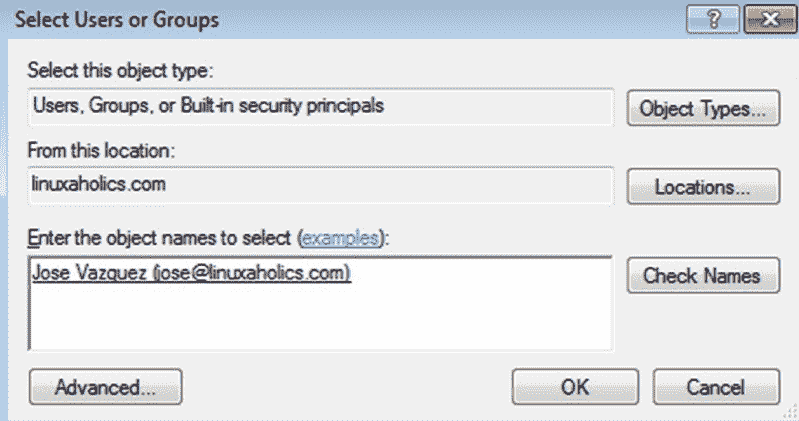 Select Users or Groups
Select this object type:
Users, Groups, or Built-in security principals
Object Types...
From this location:
linuxaholics.com
Locations...
Enter the object names to select (examples):
Jose Vazquez (jose@linuxaholics.com)
Check Names
Advanced...
OK
Cancel